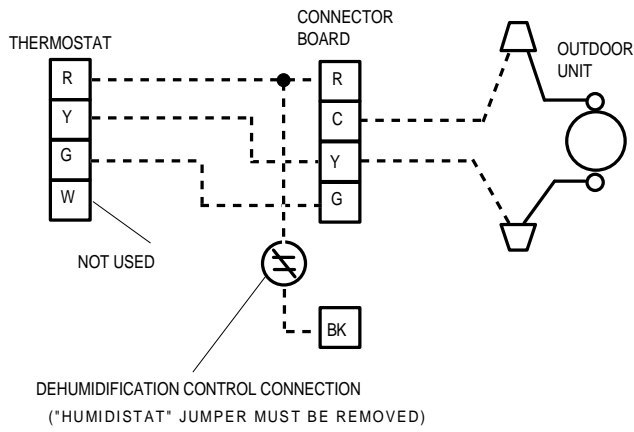 CONNECTOR
BOARD
THERMOSTAT
OUTDOOR
UNIT
R
Y
G
W
R
C
Y
G
NOT USED
BK
DEHUMIDIFICATION CONTROL CONNECTION
("HUMIDISTAT" JUMPER MUST BE REMOVED)